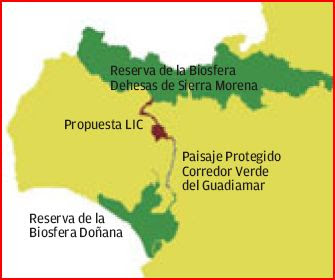 Reserva de la Biosfera
Dehesas de Sierra Morena
Propuesta LIC
Paisaje Protegido
Corredor Verde
del Guadiamar
Reserva de la
Biosfera Doñana